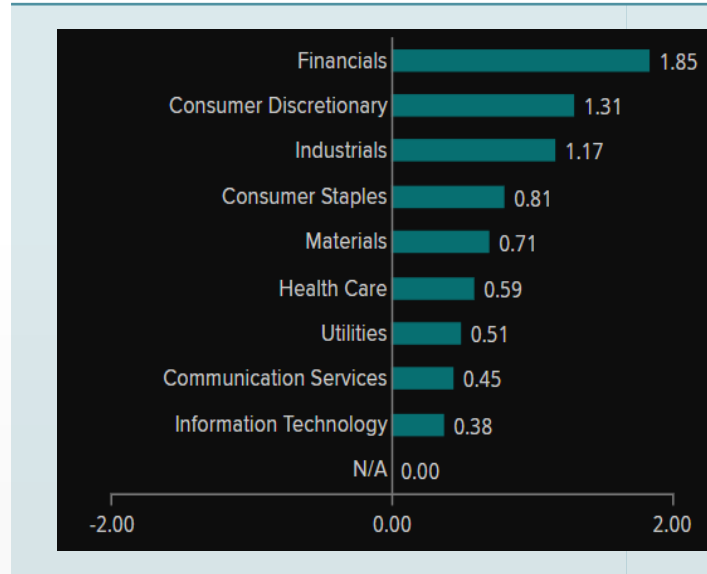 Financials 1.85
Consumer Discretionary 1.31
Industrials 1.17
Consumer Staples 0.81
Materials 0.71
Health Care 0.59
Utilities 0.51
Communication Services 0.45
Information Technology 0.38
N/A 0.00
-2.00 0.00 2.00